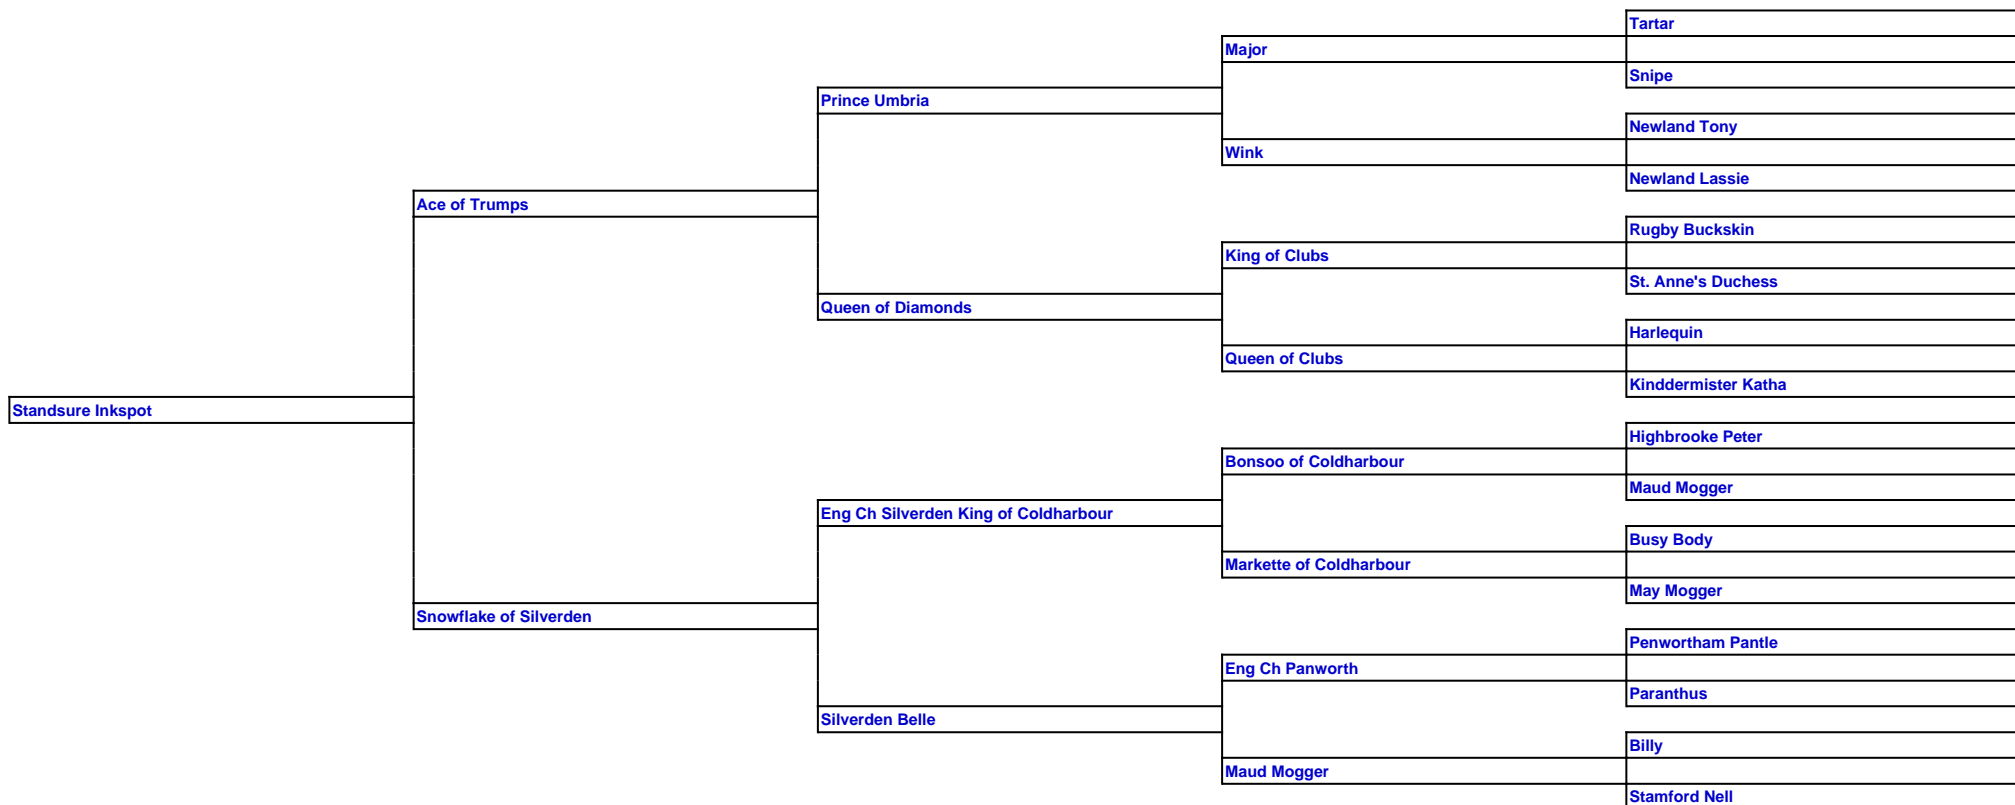 Tartar
Major
Snipe
Prince Umbria
Newland Tony
Wink
Newland Lassie
Ace of Trumps
Rugby Buckskin
King of Clubs
St. Anne's Duchess
Queen of Diamonds
Harlequin
Queen of Clubs
Kinddermister Katha
Standsure Inkspot
Highbrooke Peter
Bonsoo of Coldharbour
Maud Mogger
Eng Ch Silverden King of Coldharbour
Busy Body
Markette of Coldharbour
May Mogger
Snowflake of Silverden
Penwortham Pantle
Eng Ch Panworth
Paranthus
Silverden Belle
Billy
Maud Mogger
Stamford Nell